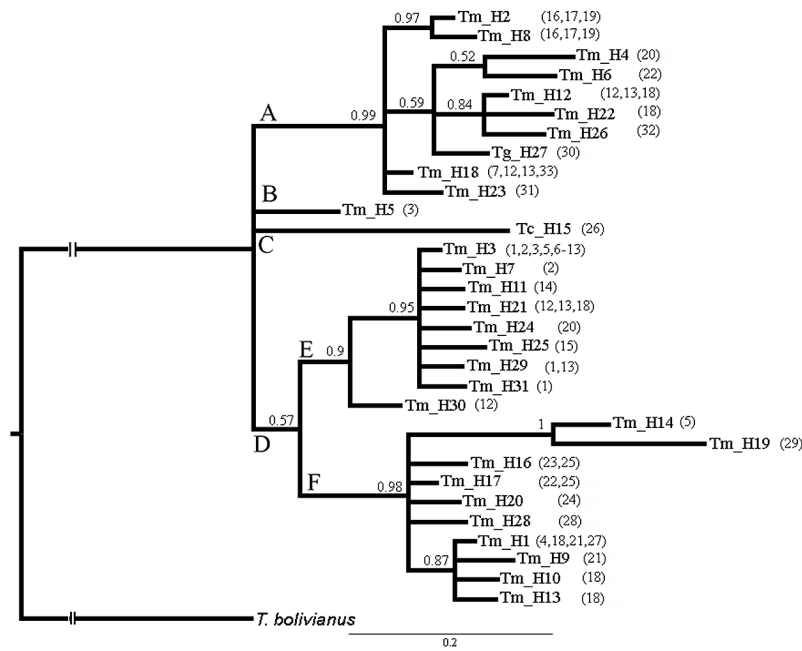 0.97
Tm_H2 (16,17,19)
Tm_H8 (16,17,19)
0.52
Tm_H4 (20)
Tm_H6 (22)
A
0.99
0.59
0.84
Tm_H12 (12,13,18)
Tm_H22 (18)
Tm_H26 (32)
Tg_H27 (30)
Tm_H18 (7,12,13,33)
Tm_H23 (31)
B
Tm_H5 (3)
Tc_H15 (26)
C
Tm_H3 (1,2,3,5,6-13)
Tm_H7 (2)
Tm_H11 (14)
0.95
Tm_H21 (12,13,18)
Tm_H24 (20)
E
0.9
Tm_H25 (15)
Tm_H29 (1,13)
Tm_H31 (1)
Tm_H30 (12)
0.57
D
1
Tm_H14 (5)
Tm_H19 (29)
Tm_H16 (23,25)
F
0.98
Tm_H17 (22,25)
Tm_H20 (24)
Tm_H28 (28)
Tm_H1 (4,18,21,27)
0.87
Tm_H9 (21)
Tm_H10 (18)
Tm_H13 (18)
T. bolivianus
0.2